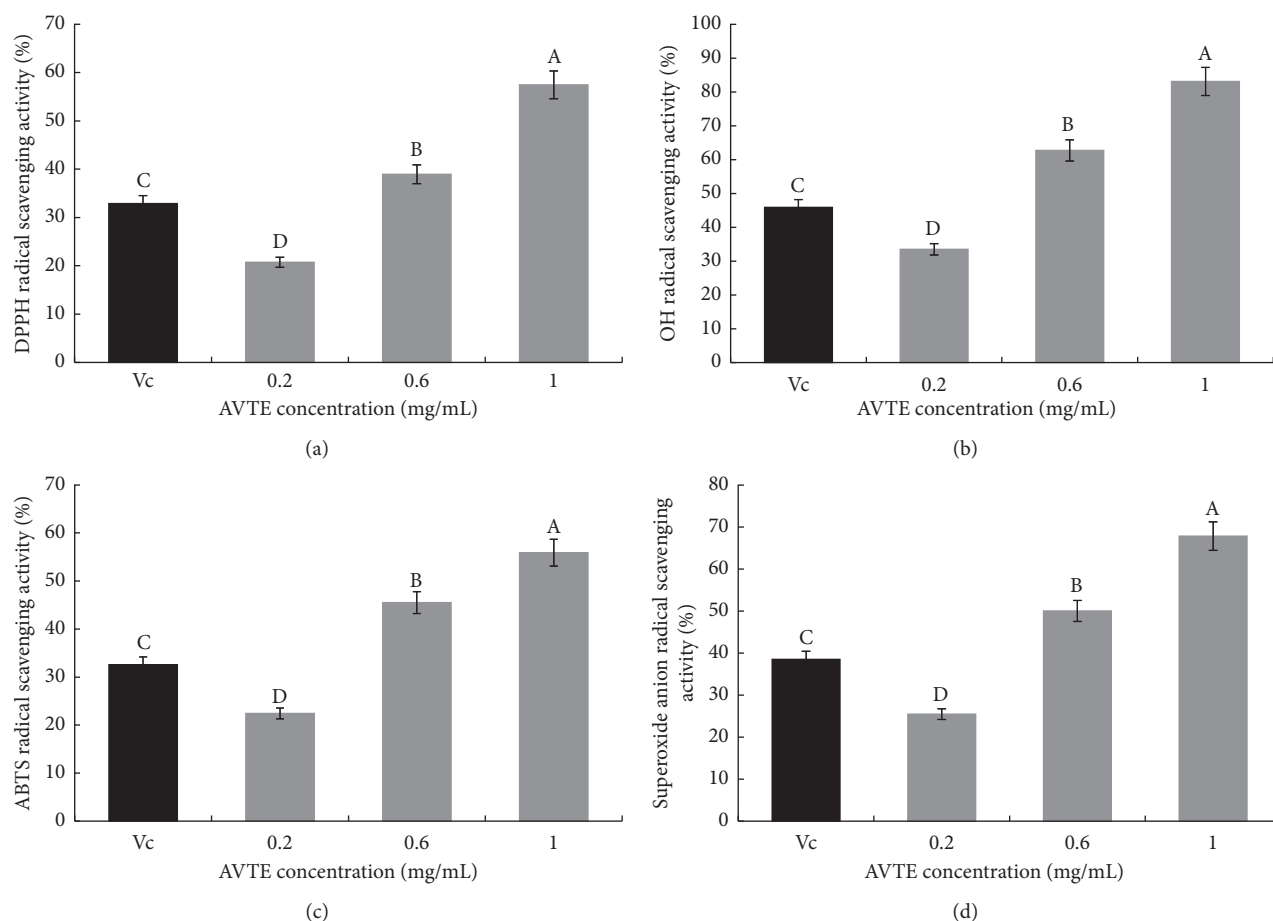 DPPH radical scavenging activity (%)
70
60
50
40
30
20
10
0
C
D
B
A
Vc
0.2
0.6
1
AVTE concentration (mg/mL)
(a)
OH radical scavenging activity (%)
100
90
80
70
60
50
40
30
20
10
0
C
D
B
A
Vc
0.2
0.6
1
AVTE concentration (mg/mL)
(b)
ABTS radical scavenging activity (%)
70
60
50
40
30
20
10
0
C
D
B
A
Vc
0.2
0.6
1
AVTE concentration (mg/mL)
(c)
Superoxide anion radical scavenging
activity (%)
80
70
60
50
40
30
20
10
0
C
D
B
A
Vc
0.2
0.6
1
AVTE concentration (mg/mL)
(d)